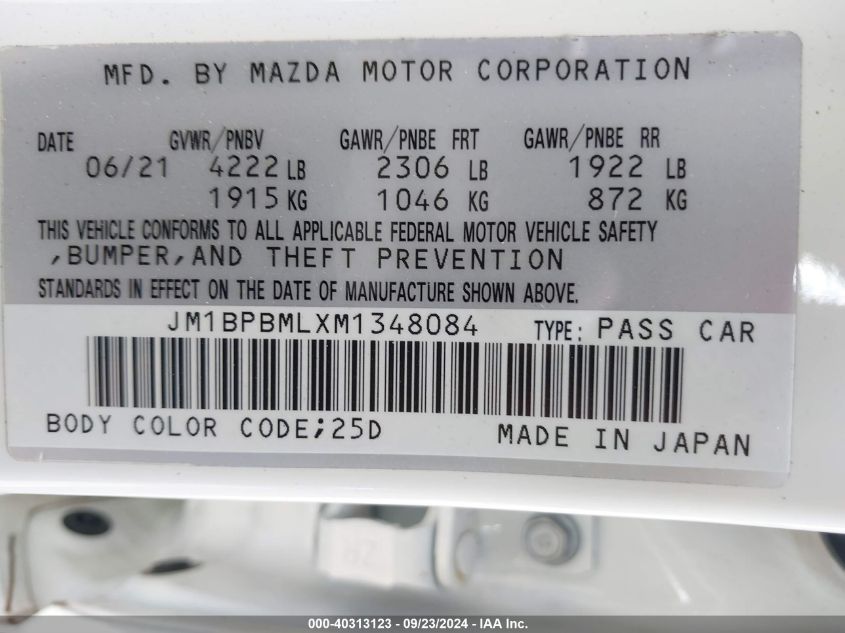 MFD. BY MAZDA MOTOR CORPORATION
DATE GVWR/PNBV GAWR/PNBE FRT GAWR/PNBE RR
06/21 4222 LB 2306 LB 1922 LB
1915 KG 1046 KG 872 KG
THIS VEHICLE CONFORMS TO ALL APPLICABLE FEDERAL MOTOR VEHICLE SAFETY
,BUMPER,AND THEFT PREVENTION
STANDARDS IN EFFECT ON THE DATE OF MANUFACTURE SHOWN ABOVE.
JM1BPBMLXM1348084 TYPE: PASS CAR
BODY COLOR CODE;25D MADE IN JAPAN
000-40313123 - 09/23/2024 - IAA Inc.